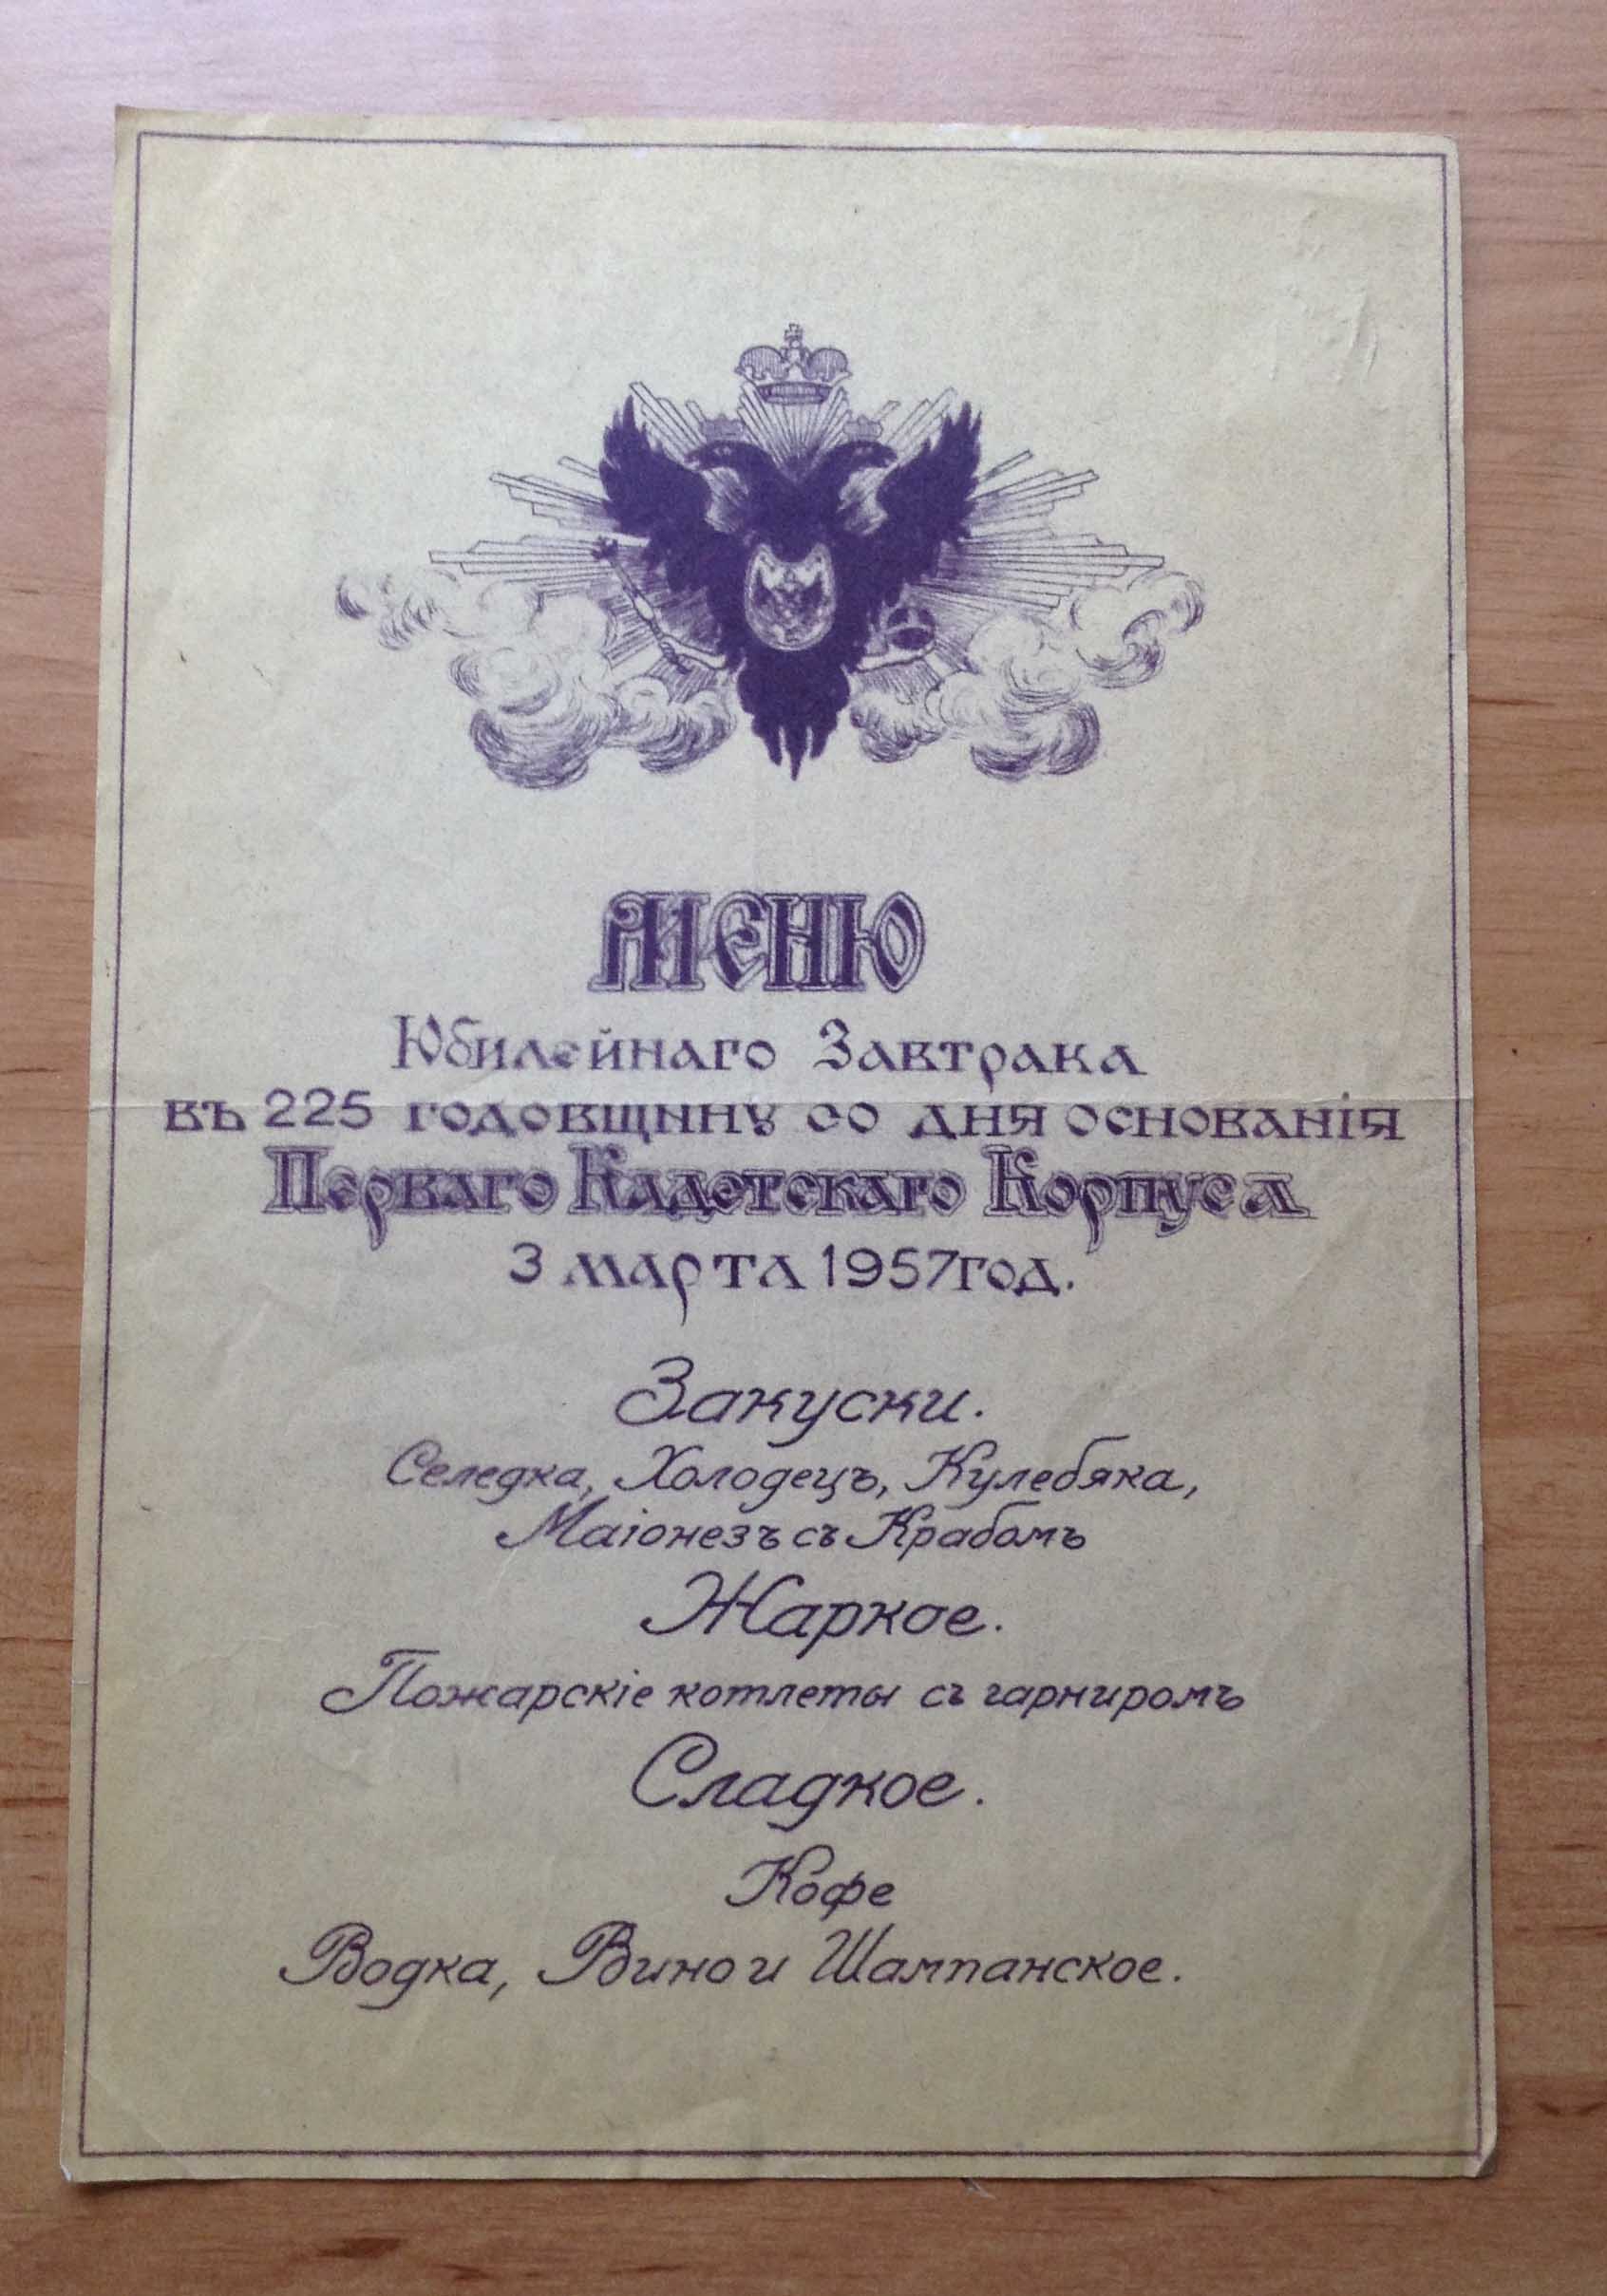 Меню
Юбилейнаго Завтрака
въ 225 годовщину со дня основанія
Перваго Кадетскаго Корпуса
3 марта 1957 год.
Закуски.
Селедка, Холодецъ, Кулебяка,
Маіонезъ съ Крабомъ
Жаркое.
Пожарскіе котлеты съ гарниромъ
Сладкое.
Кофе
Водка, Вино и Шампанское.